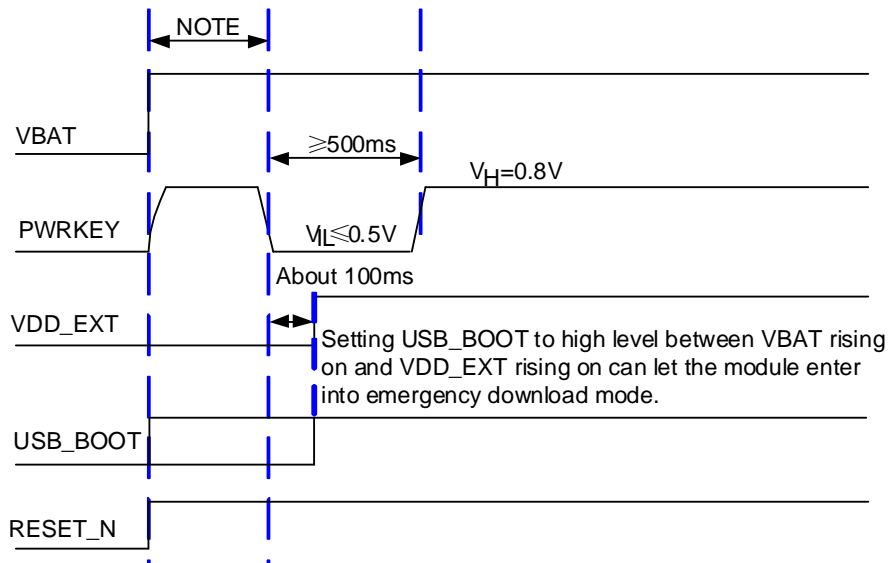 NOTE
VBAT
≥500ms
VH=0.8V
PWRKEY
VIL≤0.5V
About 100ms
VDD_EXT
Setting USB_BOOT to high level between VBAT rising
on and VDD_EXT rising on can let the module enter
into emergency download mode.
USB_BOOT
RESET_N